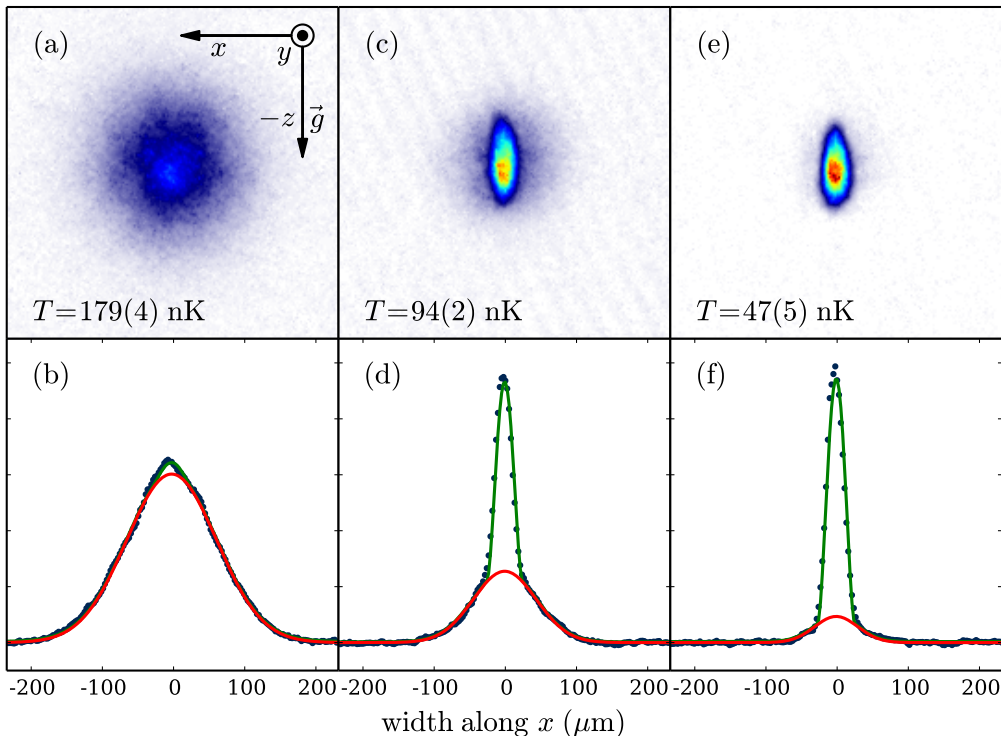 (a)
x
y
−z
g⃗
T=179(4) nK
(c)
T=94(2) nK
(e)
T=47(5) nK
(b)
(d)
(f)
-200 -100 0 100 200
-200 -100 0 100 200
-200 -100 0 100 200
width along x (μm)